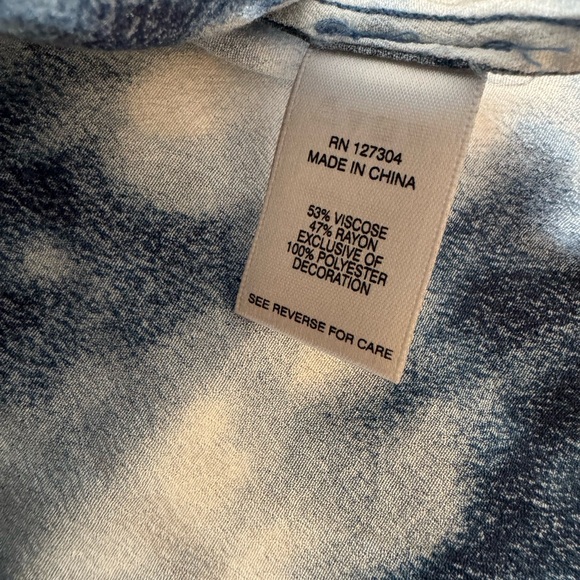 RN 127304
MADE IN CHINA
53% VISCOSE
47% RAYON
EXCLUSIVE OF
100% POLYESTER
DECORATION
SEE REVERSE FOR CARE